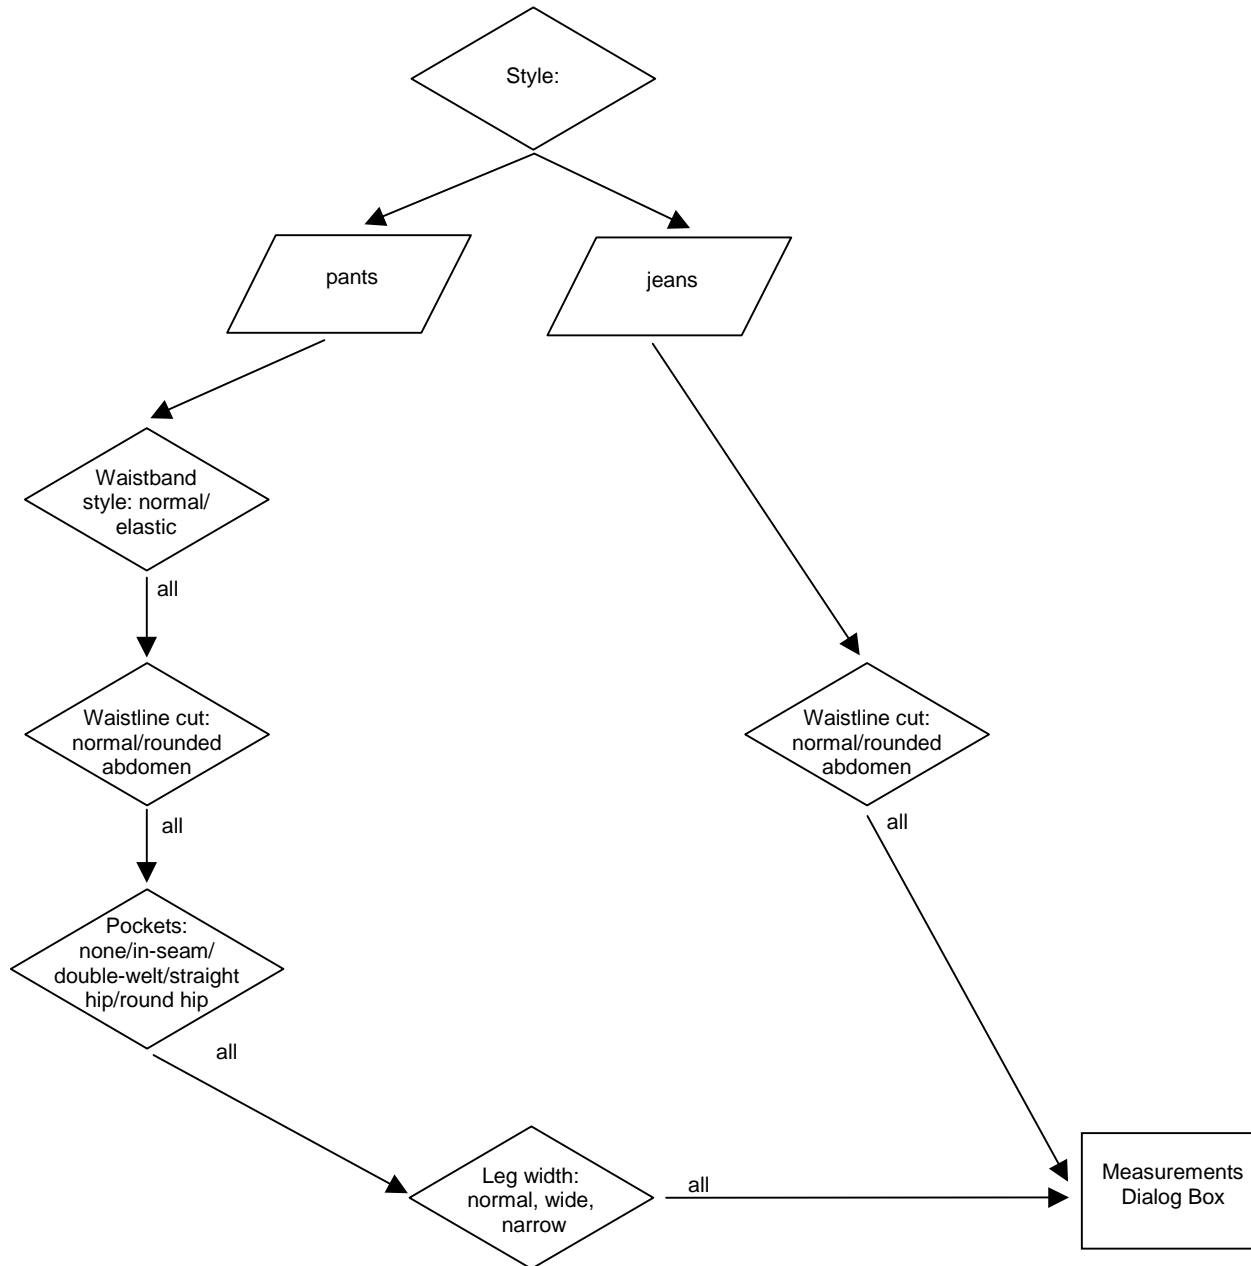 Style:
pants
jeans
Waistband
style: normal/
elastic
all
Waistline cut:
normal/rounded
abdomen
Waistline cut:
normal/rounded
abdomen
all
all
Pockets:
none/in-seam/
double-welt/straight
hip/round hip
all
Leg width:
normal, wide,
narrow
all
Measurements
Dialog Box